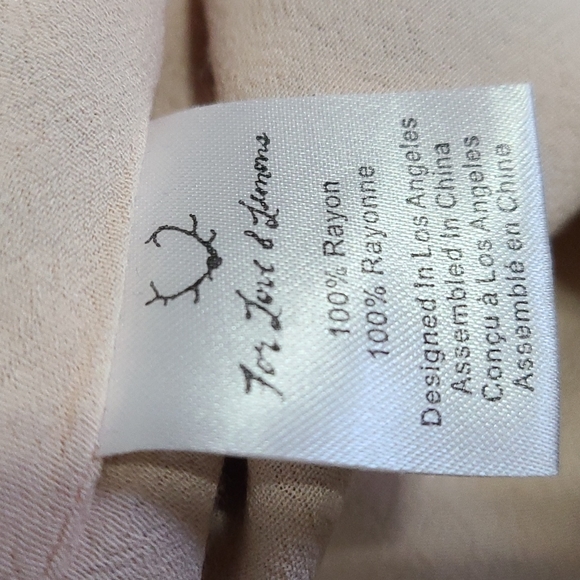 For Love & Lemons
100% Rayon
100% Rayonne
Designed in Los Angeles
Assembled in China
Conçu à Los Angeles
Assemblé en Chine